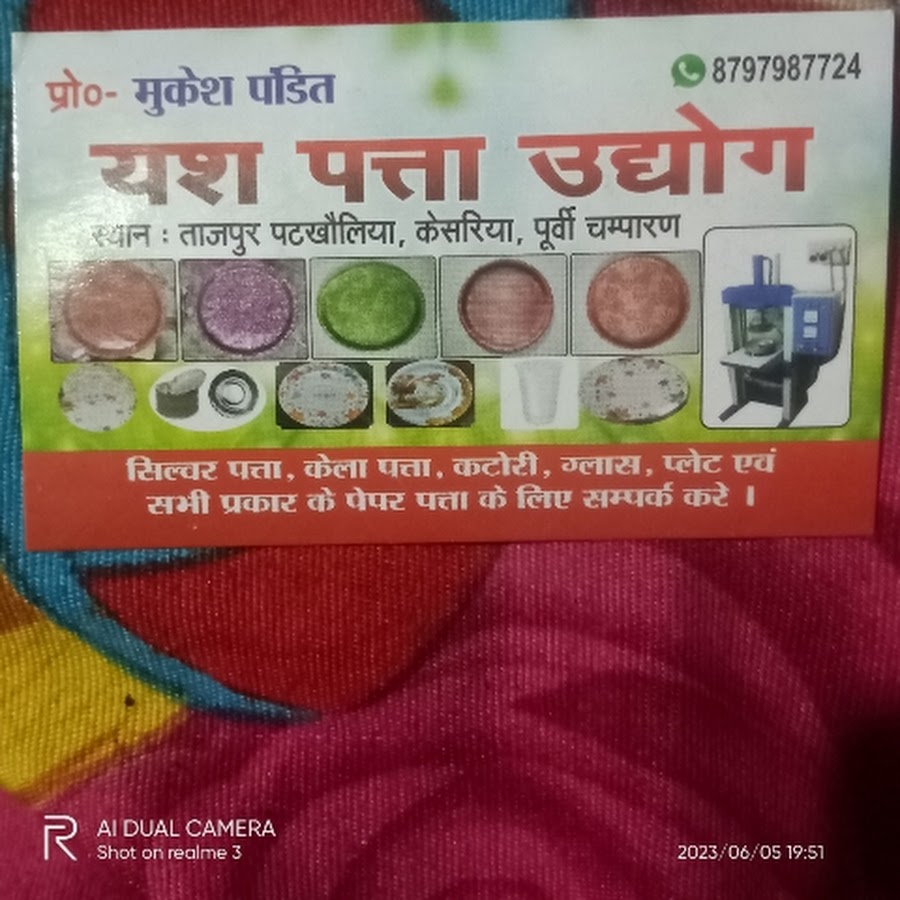 प्रो०- मुकेश पंडित
8797987724
यश पत्ता उद्योग
स्थान : ताजपुर पटखौलिया, केसरिया, पूर्वी चम्पारण
सिल्वर पत्ता, केला पत्ता, कटोरी, ग्लास, प्लेट एवं
सभी प्रकार के पेपर पत्ता के लिए सम्पर्क करे ।
AI DUAL CAMERA
Shot on realme 3
2023/06/05 19:51